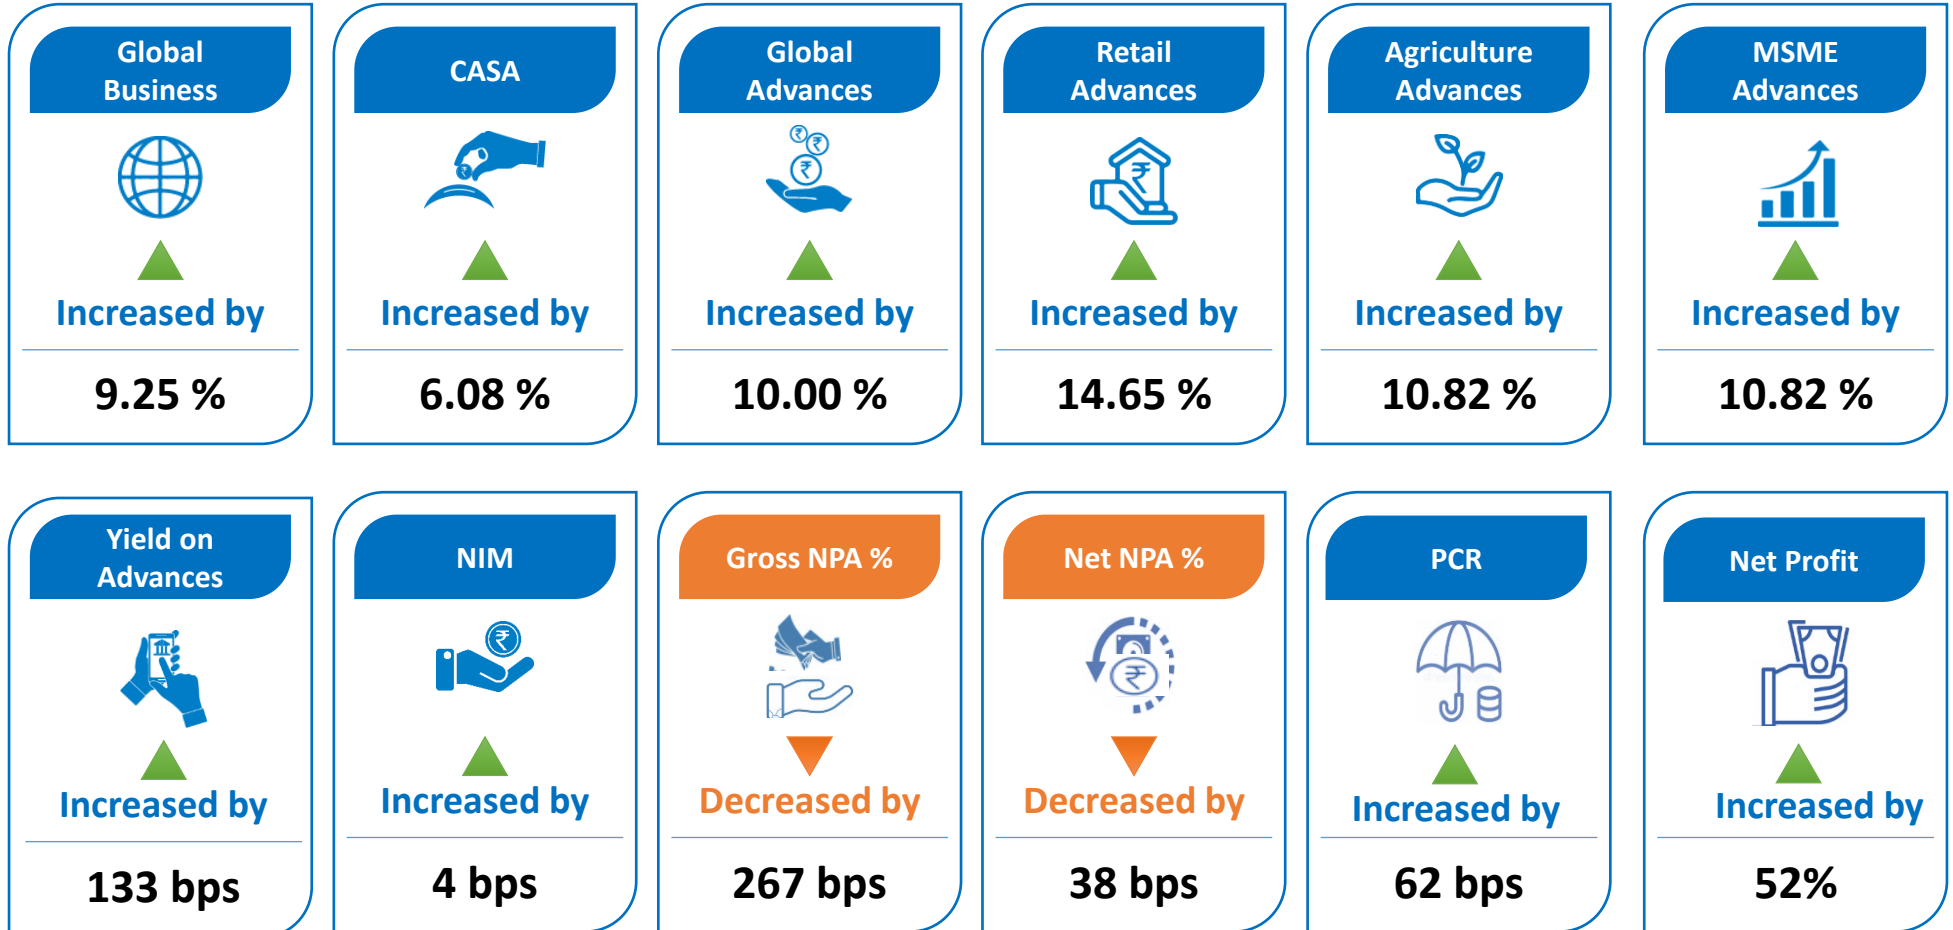 Global
Business
Increased by
9.25 %
CASA
Increased by
6.08 %
Global
Advances
Increased by
10.00 %
Retail
Advances
Increased by
14.65 %
Agriculture
Advances
Increased by
10.82 %
MSME
Advances
Increased by
10.82 %
Yield on
Advances
Increased by
133 bps
NIM
Increased by
4 bps
Gross NPA %
Decreased by
267 bps
Net NPA %
Decreased by
38 bps
PCR
Increased by
62 bps
Net Profit
Increased by
52%